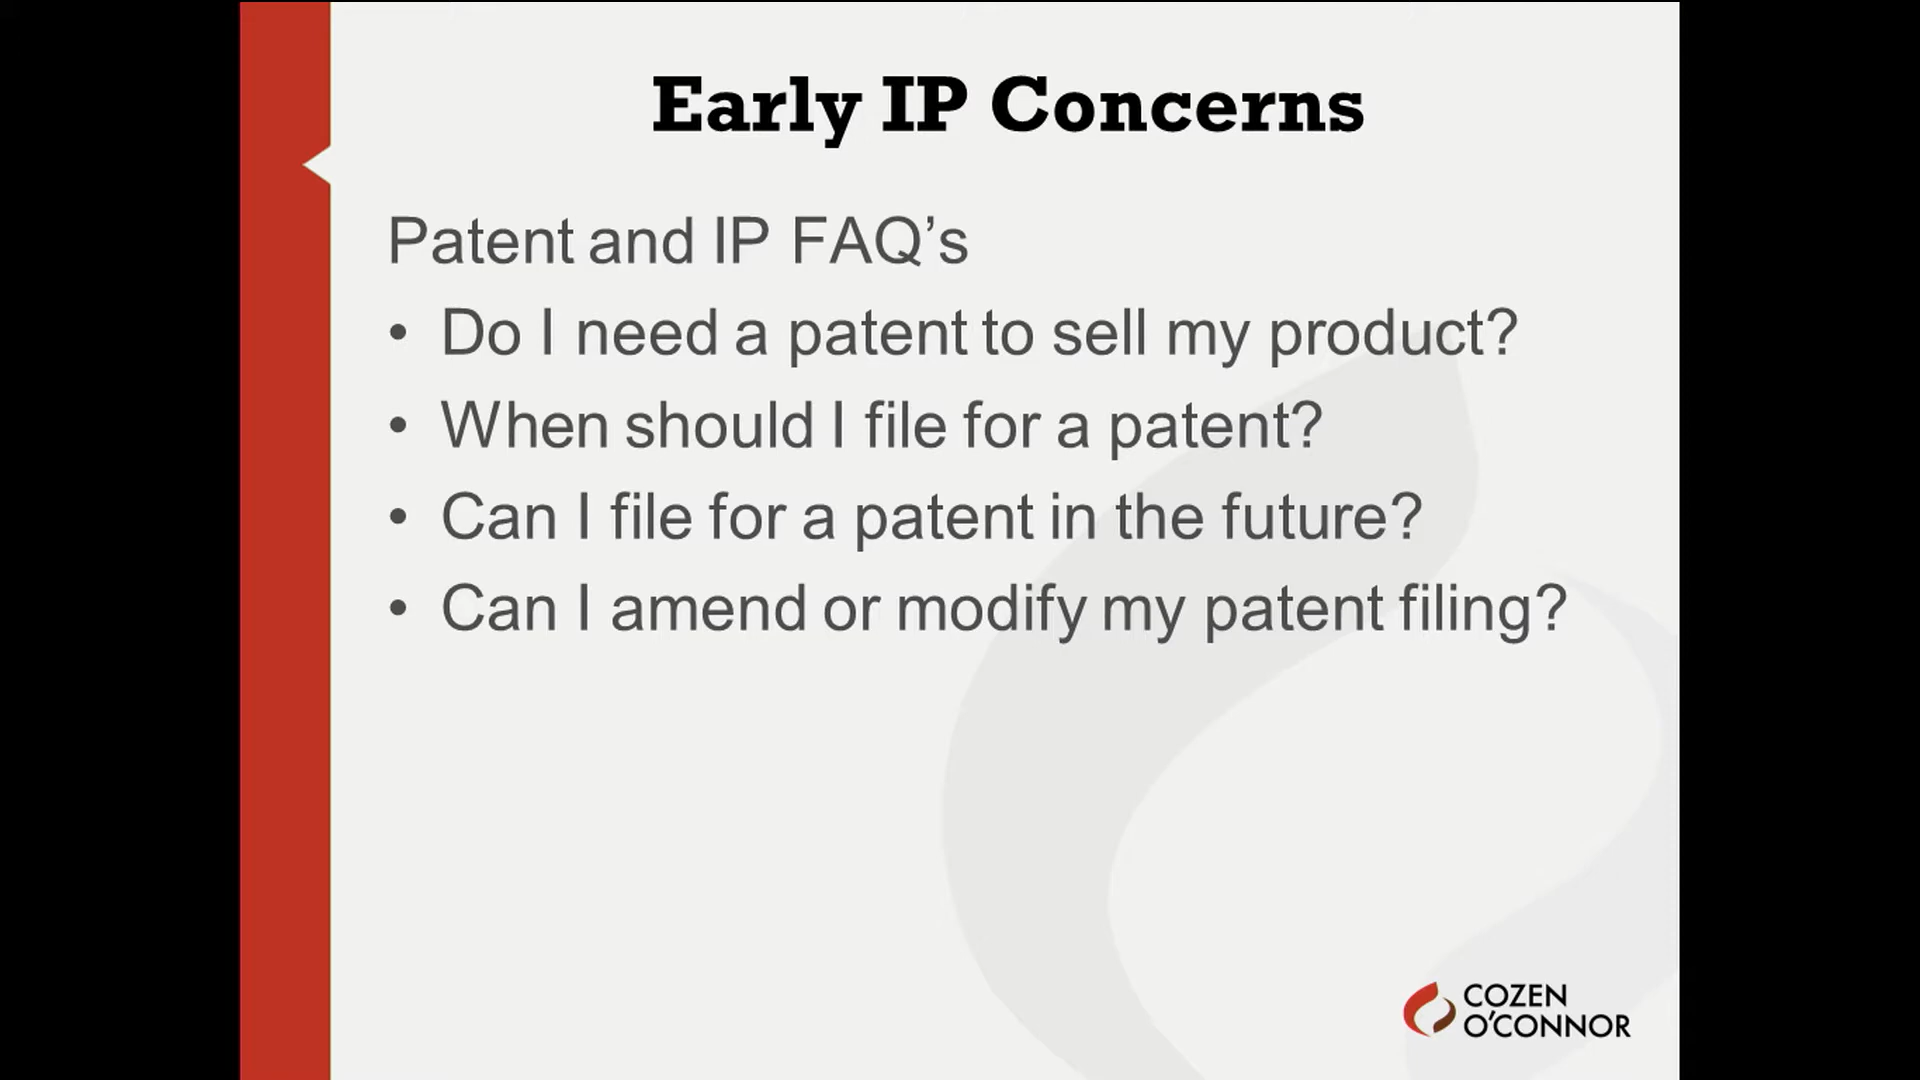 Early IP Concerns
Patent and IP FAQ’s
• Do I need a patent to sell my product?
• When should I file for a patent?
• Can I file for a patent in the future?
• Can I amend or modify my patent filing?
COZEN
O’CONNOR